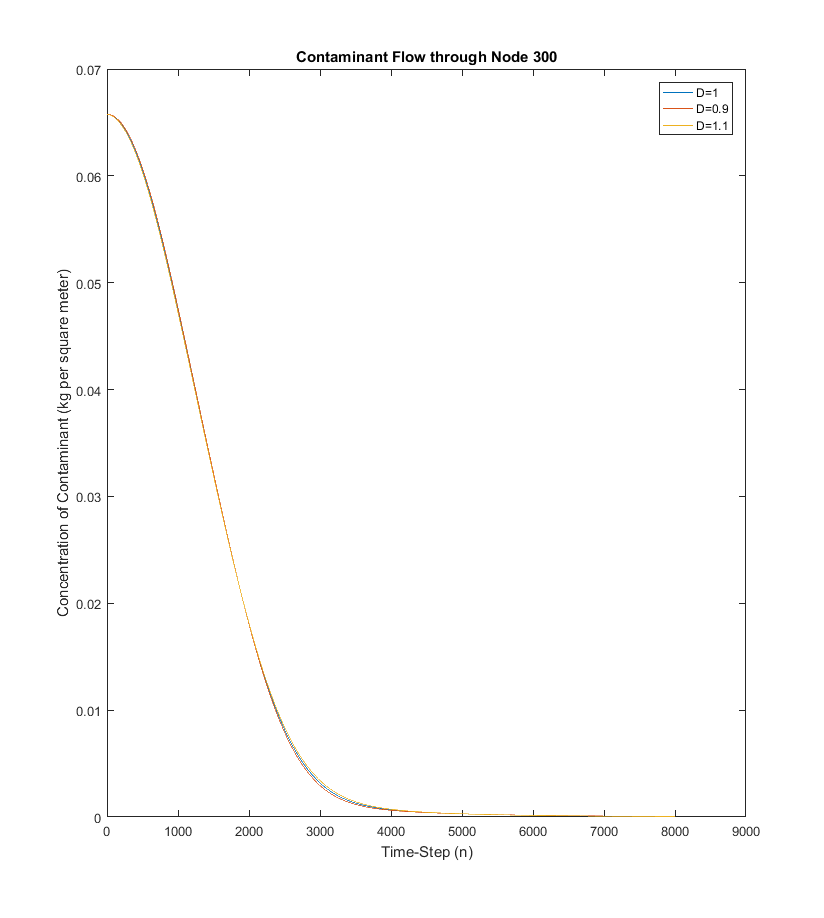 Contaminant Flow through Node 300
D=1
D=0.9
D=1.1
0.07
0.06
0.05
0.04
0.03
0.02
0.01
0
Concentration of Contaminant (kg per square meter)
0 1000 2000 3000 4000 5000 6000 7000 8000 9000
Time-Step (n)